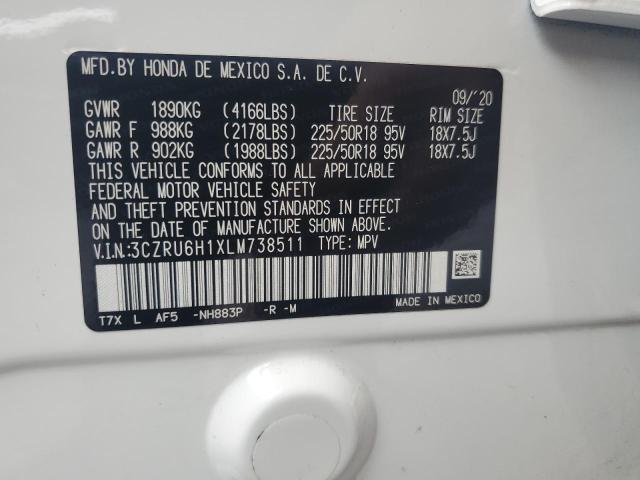 MFD.BY HONDA DE MEXICO S.A. DE C.V.
09/'20
GVWR 1890KG (4166LBS) TIRE SIZE RIM SIZE
GAWR F 988KG (2178LBS) 225/50R18 95V 18X7.5J
GAWR R 902KG (1988LBS) 225/50R18 95V 18X7.5J
THIS VEHICLE CONFORMS TO ALL APPLICABLE
FEDERAL MOTOR VEHICLE SAFETY
AND THEFT PREVENTION STANDARDS IN EFFECT
ON THE DATE OF MANUFACTURE SHOWN ABOVE.
V.I.N.:3CZRU6H1XLM738511 TYPE: MPV
T7X L AF5 -NH883P -R -M
MADE IN MEXICO